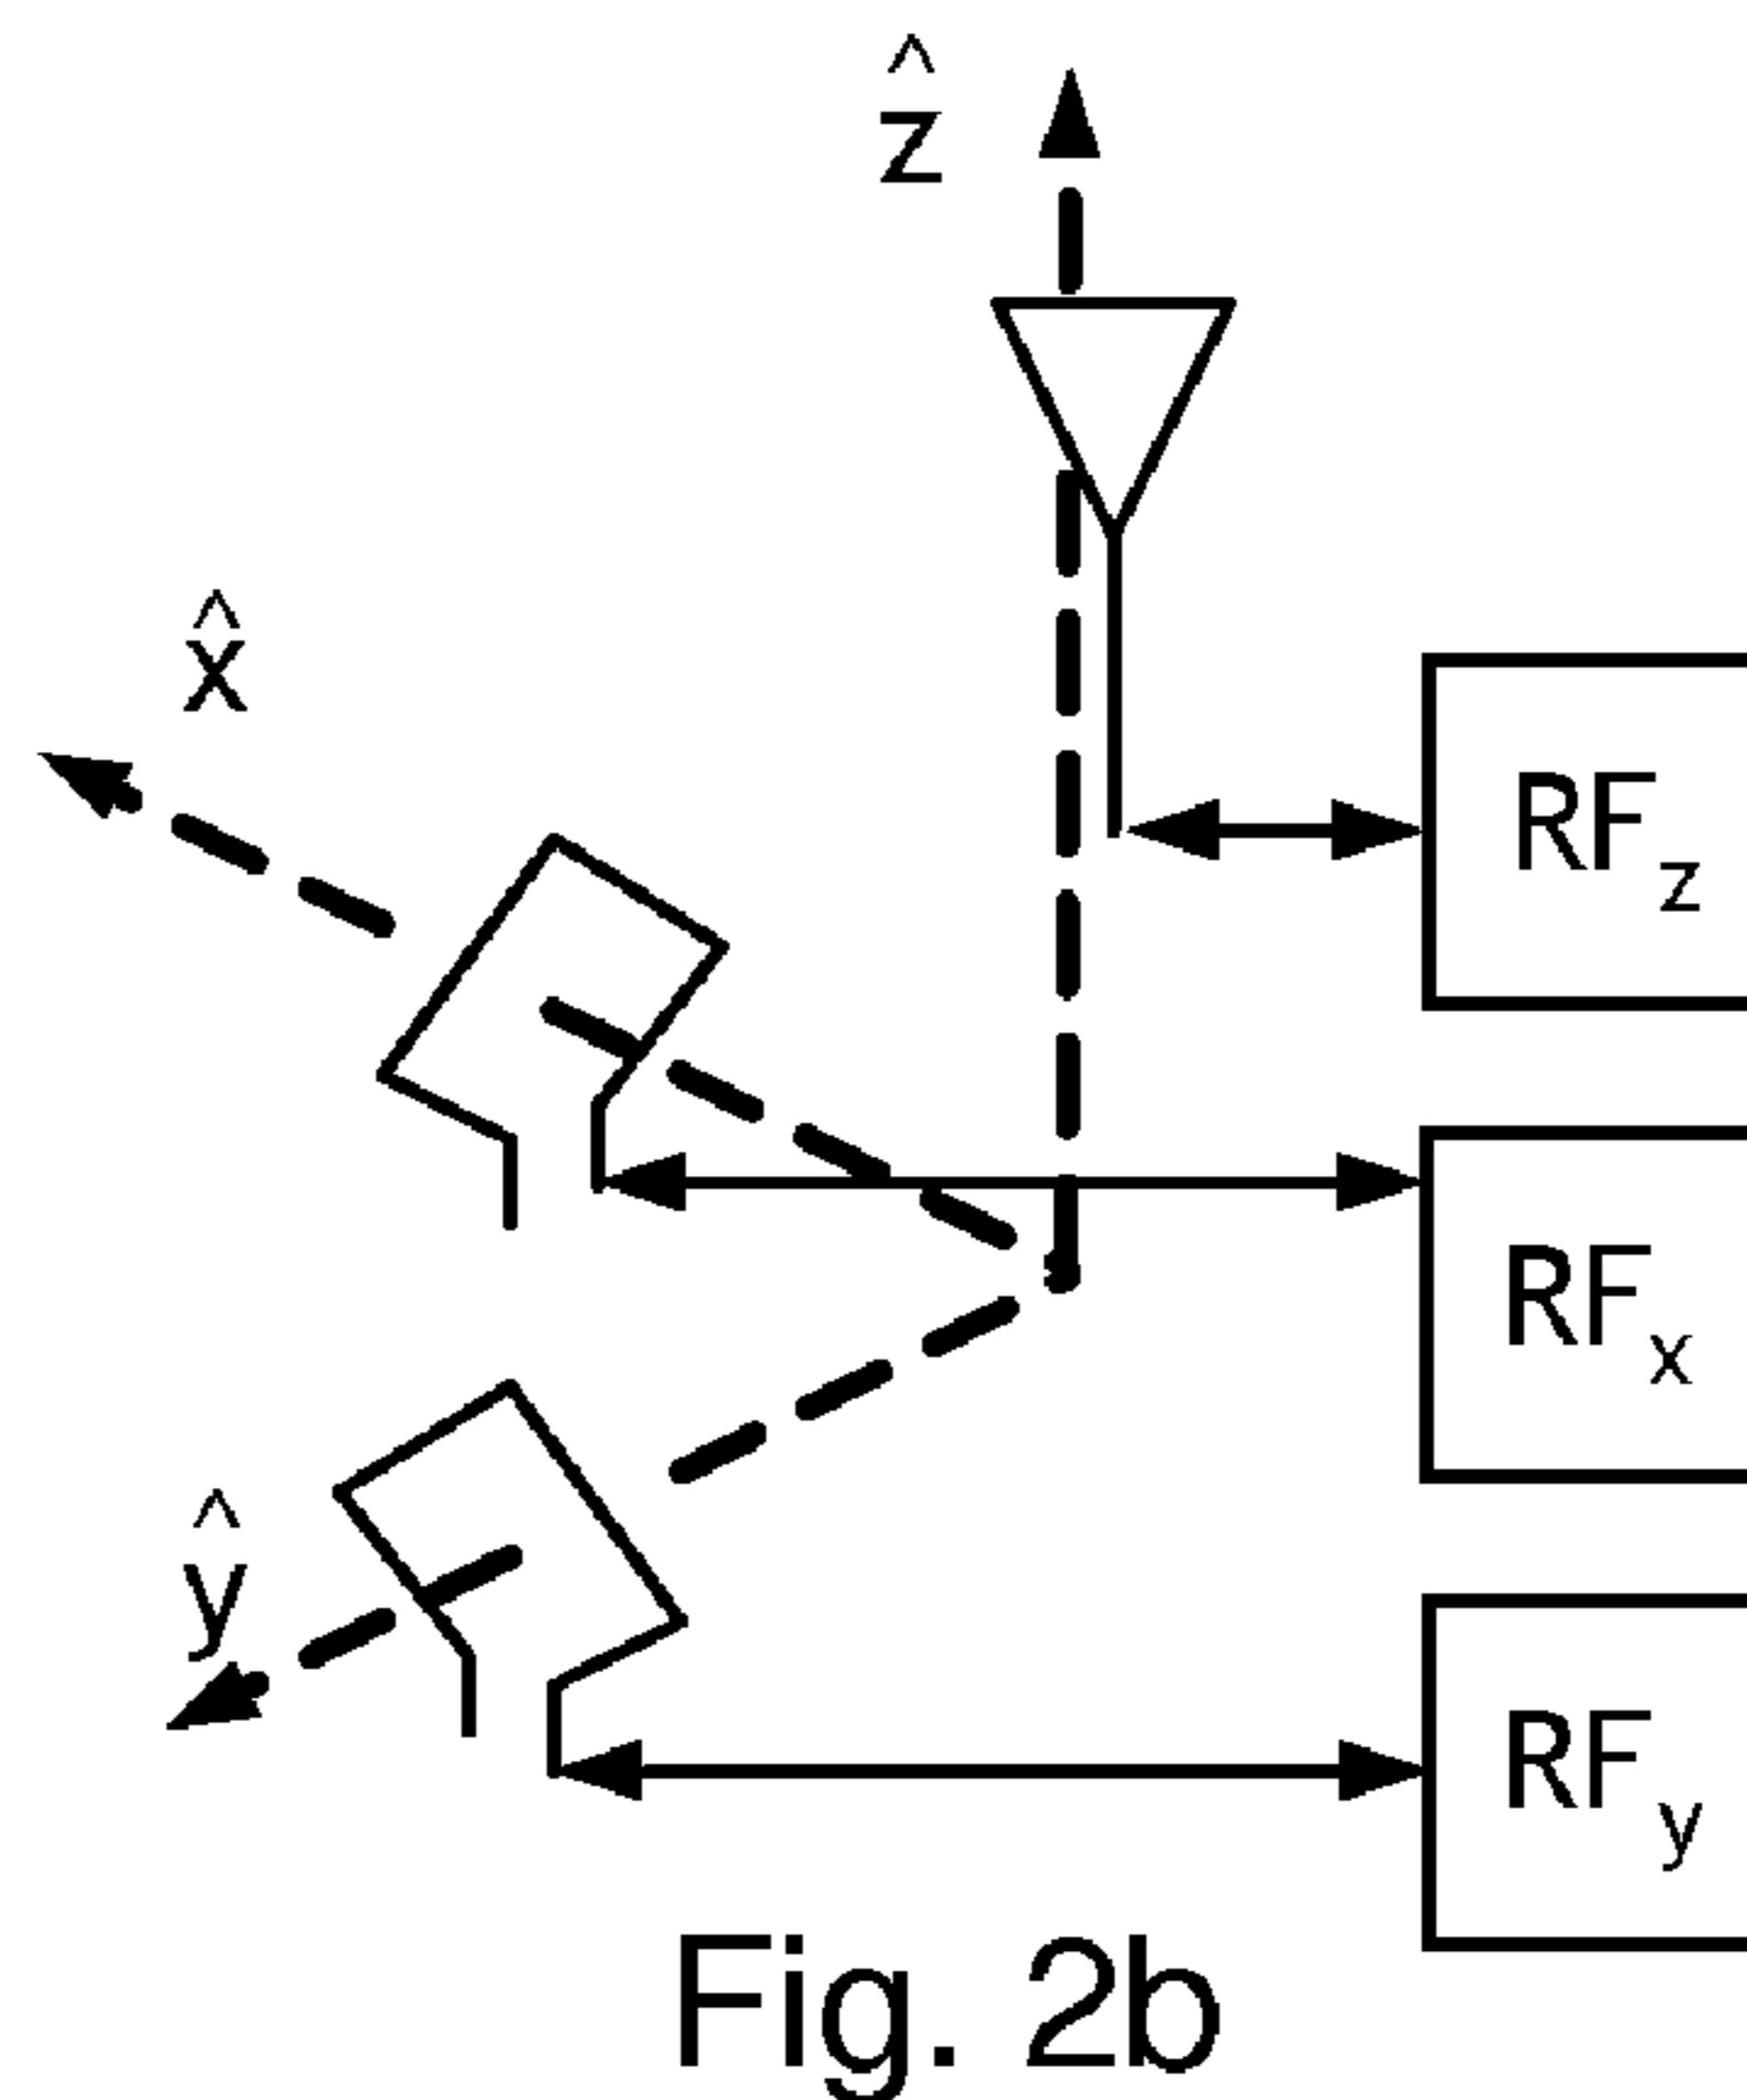 ẑ
x̂
RFz
RFx
ŷ
RFy
Fig. 2b